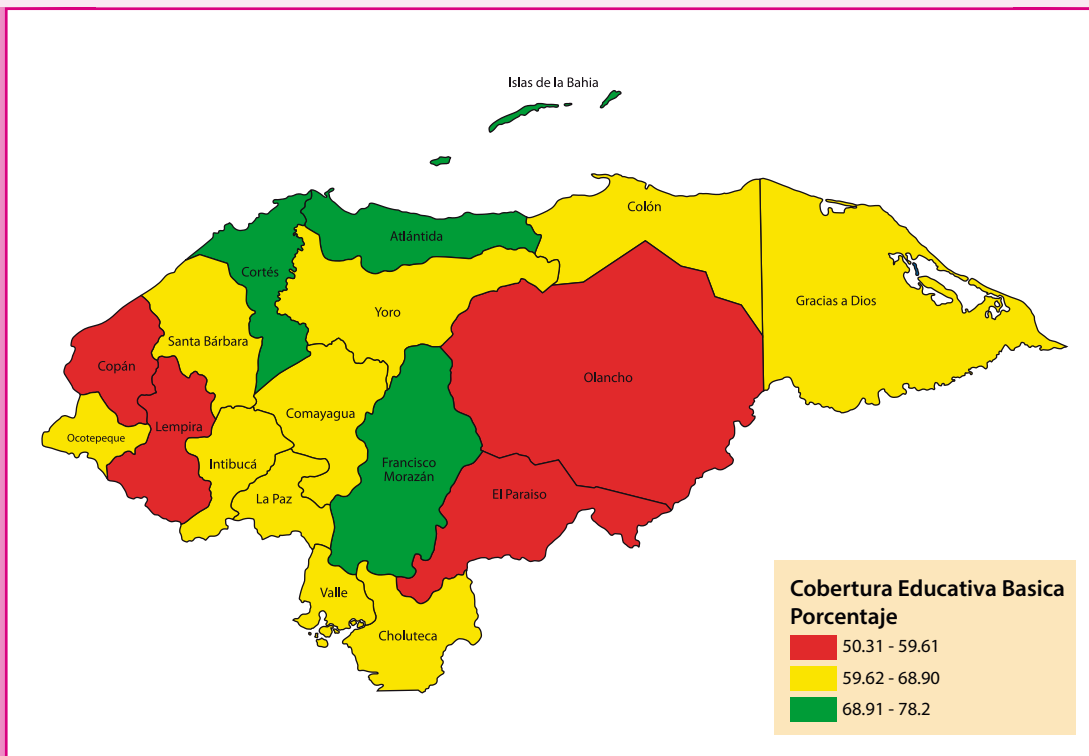 Islas de la Bahia
Colón
Atlántida
Cortés
Gracias a Dios
Yoro
Santa Bárbara
Copán
Olancho
Comayagua
Lempira
Ocotepeque
Intibucá
Francisco
Morazán
La Paz
El Paraiso
Valle
Choluteca
Cobertura Educativa Basica
Porcentaje
50.31 - 59.61
59.62 - 68.90
68.91 - 78.2